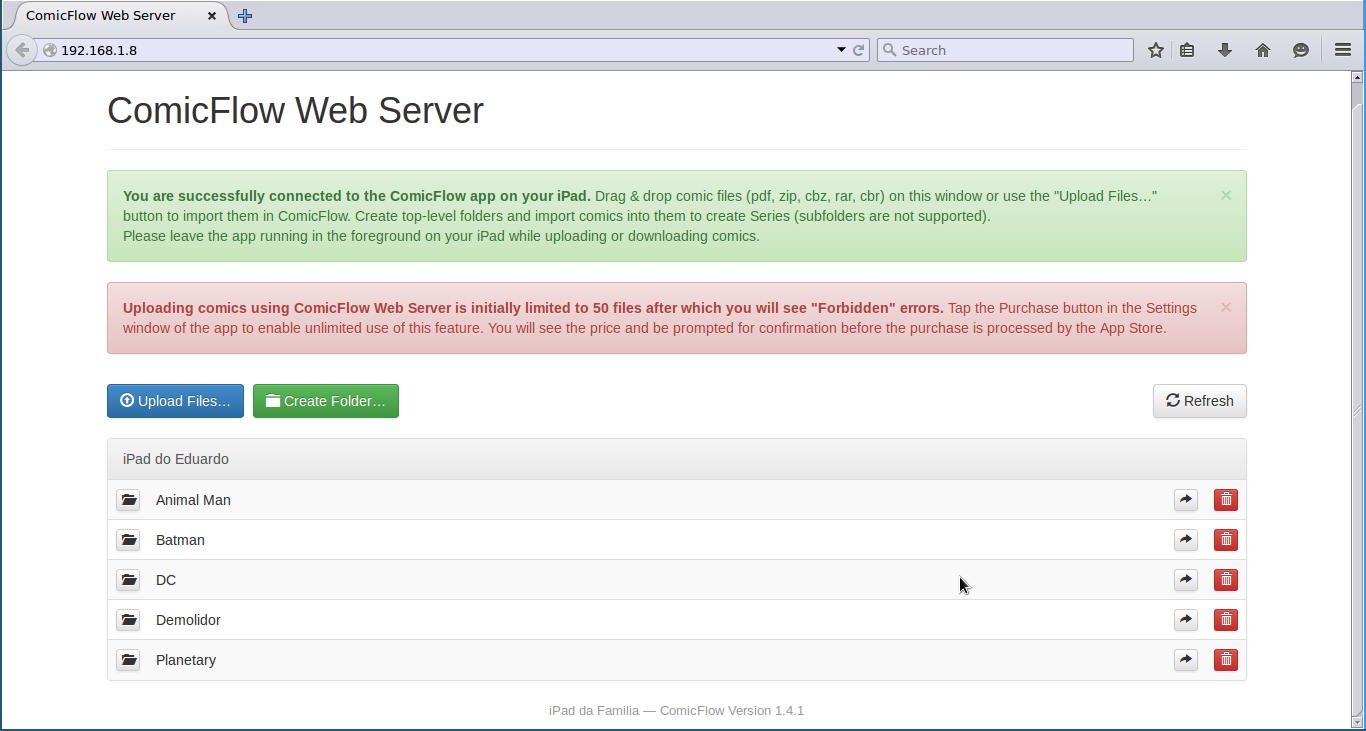 ComicFlow Web Server
192.168.1.8
Search
ComicFlow Web Server
You are successfully connected to the ComicFlow app on your iPad. Drag & drop comic files (pdf, zip, cbz, rar, cbr) on this window or use the "Upload Files…"
button to import them in ComicFlow. Create top-level folders and import comics into them to create Series (subfolders are not supported).
Please leave the app running in the foreground on your iPad while uploading or downloading comics.
Uploading comics using ComicFlow Web Server is initially limited to 50 files after which you will see "Forbidden" errors. Tap the Purchase button in the Settings
window of the app to enable unlimited use of this feature. You will see the price and be prompted for confirmation before the purchase is processed by the App Store.
Upload Files… Create Folder… Refresh
iPad do Eduardo
Animal Man
Batman
DC
Demolidor
Planetary
iPad da Familia — ComicFlow Version 1.4.1